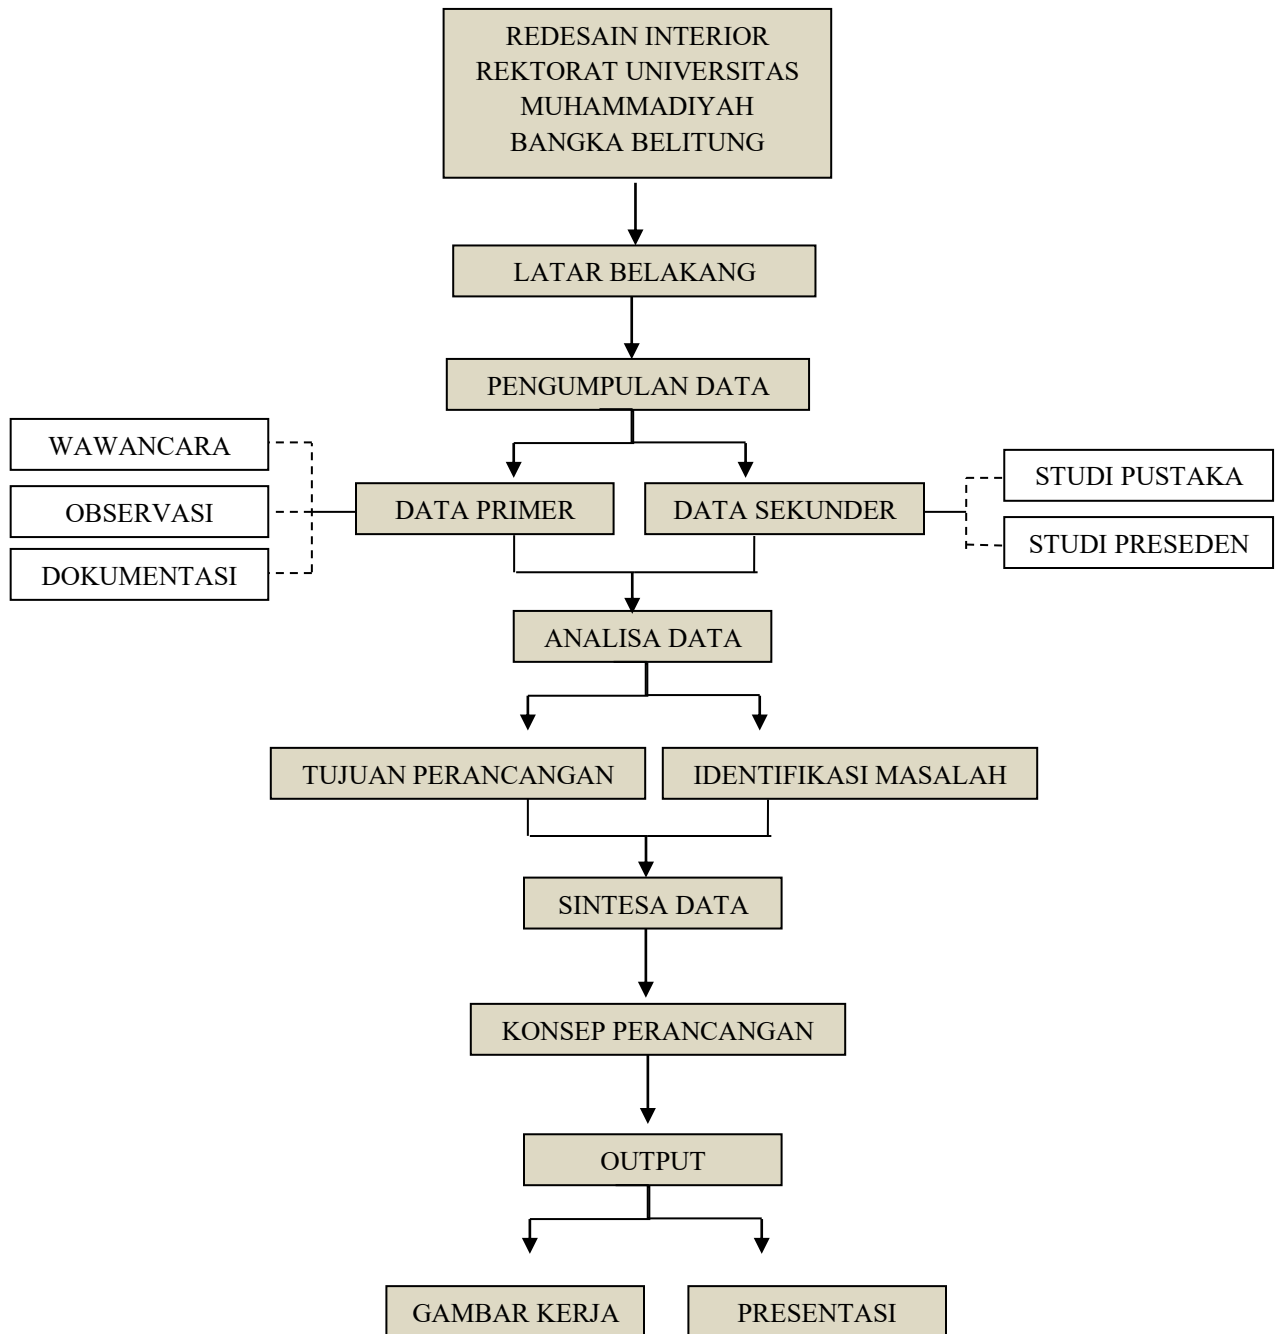 REDESAIN INTERIOR
REKTORAT UNIVERSITAS
MUHAMMADIYAH
BANGKA BELITUNG
LATAR BELAKANG
PENGUMPULAN DATA
WAWANCARA
OBSERVASI
DOKUMENTASI
DATA PRIMER
DATA SEKUNDER
STUDI PUSTAKA
STUDI PRESEDEN
ANALISA DATA
TUJUAN PERANCANGAN
IDENTIFIKASI MASALAH
SINTESA DATA
KONSEP PERANCANGAN
OUTPUT
GAMBAR KERJA
PRESENTASI